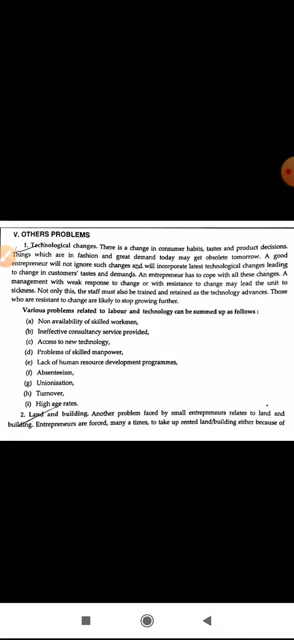 V. OTHERS PROBLEMS
1. Technological changes. There is a change in consumer habits, tastes and product decisions.
Things which are in fashion and great demand today may get obsolete tomorrow. A good
entrepreneur will not ignore such changes and will incorporate latest technological changes leading
to change in customers' tastes and demands. An entrepreneur has to cope with all these changes. A
management with weak response to change or with resistance to change may lead the unit to
sickness. Not only this, the staff must also be trained and retained as the technology advances. Those
who are resistant to change are likely to stop growing further.
Various problems related to labour and technology can be summed up as follows :
(a) Non availability of skilled workmen,
(b) Ineffective consultancy service provided,
(c) Access to new technology,
(d) Problems of skilled manpower,
(e) Lack of human resource development programmes,
(f) Absenteeism,
(g) Unionisation,
(h) Turnover,
(i) High age rates.
2. Land and building. Another problem faced by small entrepreneurs relates to land and
building. Entrepreneurs are forced, many a times, to take up rented land/building either because of